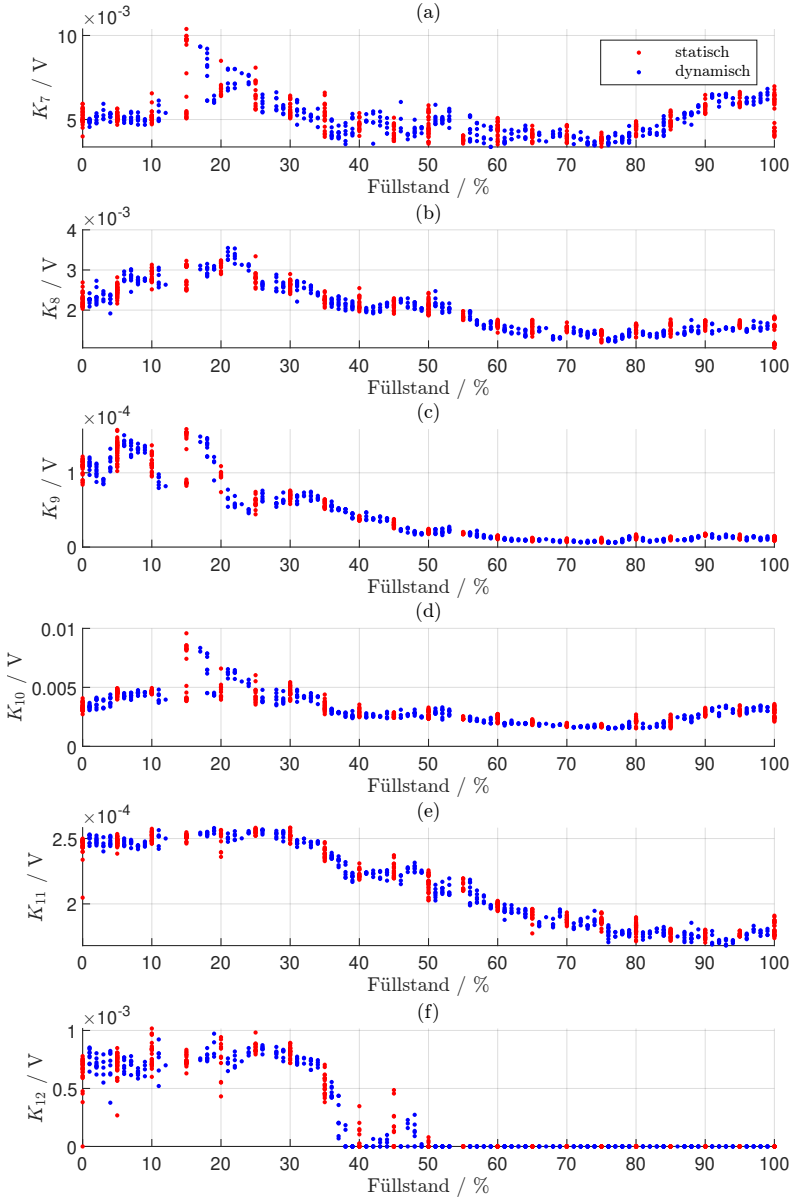 (a)
×10⁻³
10
5
K₇ / V
statisch
dynamisch
0 10 20 30 40 50 60 70 80 90 100
Füllstand / %
(b)
×10⁻³
4
3
2
K₈ / V
0 10 20 30 40 50 60 70 80 90 100
Füllstand / %
(c)
×10⁻⁴
1
0
K₉ / V
0 10 20 30 40 50 60 70 80 90 100
Füllstand / %
(d)
0.01
0.005
0
K₁₀ / V
0 10 20 30 40 50 60 70 80 90 100
Füllstand / %
(e)
×10⁻⁴
2.5
2
K₁₁ / V
0 10 20 30 40 50 60 70 80 90 100
Füllstand / %
(f)
×10⁻³
1
0.5
0
K₁₂ / V
0 10 20 30 40 50 60 70 80 90 100
Füllstand / %